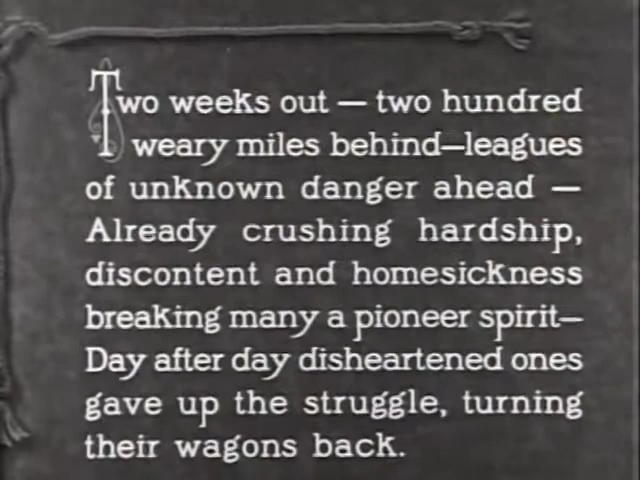 Two weeks out — two hundred
weary miles behind—leagues
of unknown danger ahead —
Already crushing hardship,
discontent and homesickness
breaking many a pioneer spirit—
Day after day disheartened ones
gave up the struggle, turning
their wagons back.